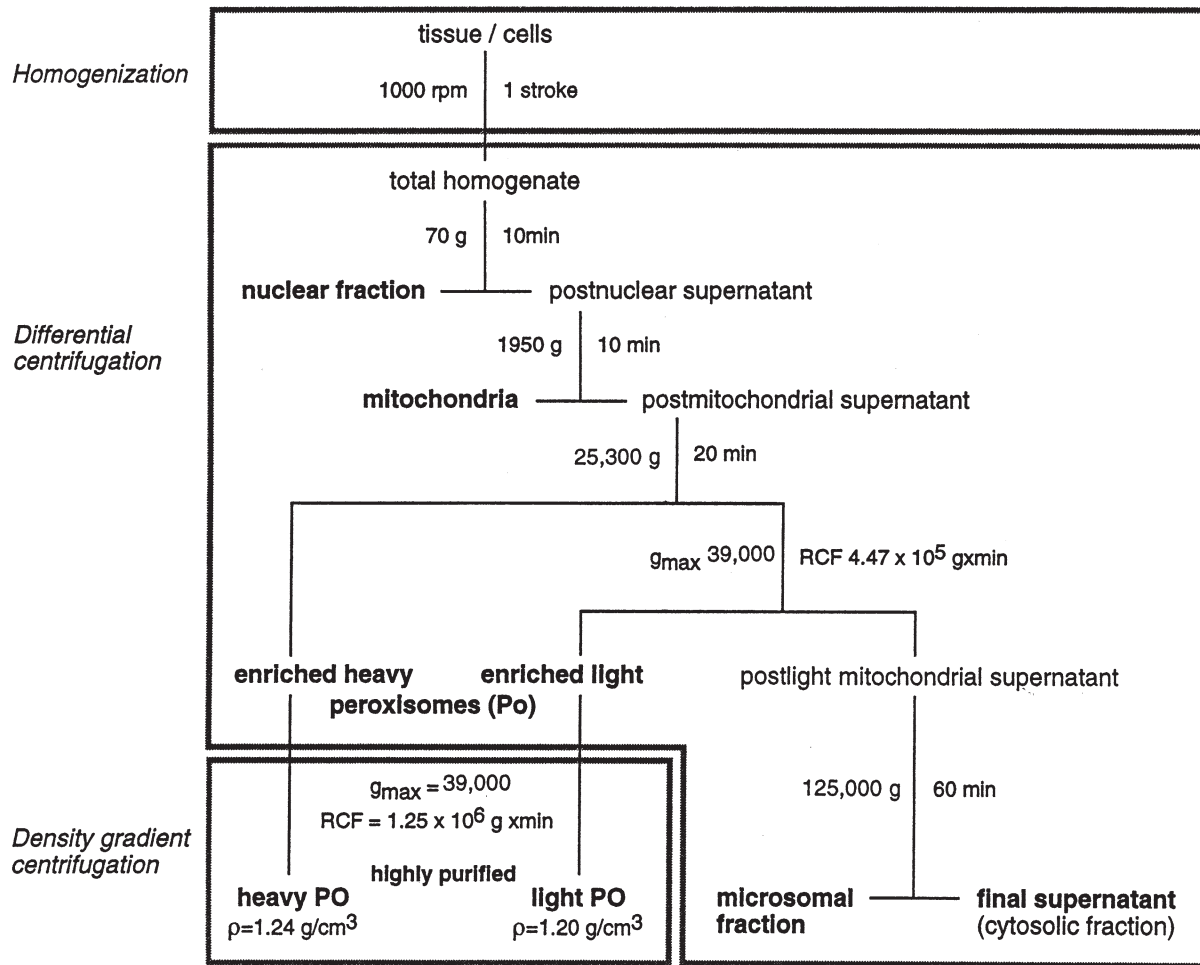 tissue / cells
Homogenization
1000 rpm 1 stroke
total homogenate
70 g 10min
nuclear fraction postnuclear supernatant
Differential
centrifugation
1950 g 10 min
mitochondria postmitochondrial supernatant
25,300 g 20 min
gmax 39,000 RCF 4.47 x 10⁵ gxmin
enriched heavy enriched light postlight mitochondrial supernatant
peroxisomes (Po)
gmax = 39,000
125,000 g 60 min
RCF = 1.25 x 10⁶ g xmin
Density gradient
centrifugation
highly purified
heavy PO light PO
ρ=1.24 g/cm³ ρ=1.20 g/cm³
microsomal
fraction
final supernatant
(cytosolic fraction)